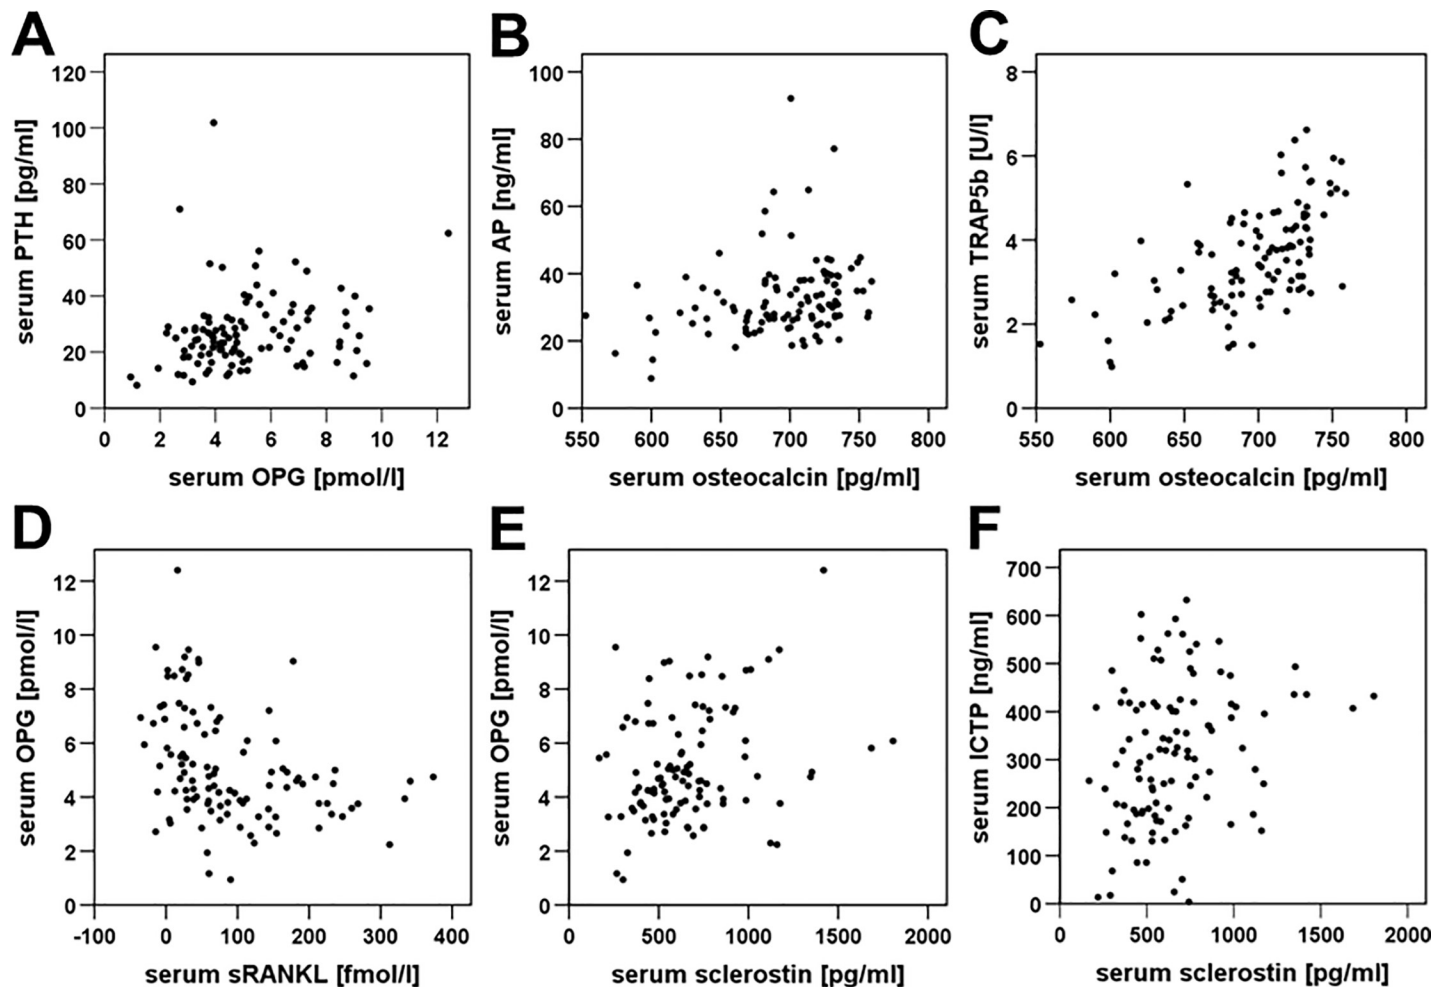 A
B
C
serum PTH [pg/ml]
120
100
80
60
40
20
0
0 2 4 6 8 10 12
serum OPG [pmol/l]
serum AP [ng/ml]
100
80
60
40
20
0
550 600 650 700 750 800
serum osteocalcin [pg/ml]
serum TRAP5b [U/l]
8
6
4
2
0
550 600 650 700 750 800
serum osteocalcin [pg/ml]
D
E
F
serum OPG [pmol/l]
12
10
8
6
4
2
0
-100 0 100 200 300 400
serum sRANKL [fmol/l]
serum OPG [pmol/l]
12
10
8
6
4
2
0
0 500 1000 1500 2000
serum sclerostin [pg/ml]
serum ICTP [ng/ml]
700
600
500
400
300
200
100
0
0 500 1000 1500 2000
serum sclerostin [pg/ml]